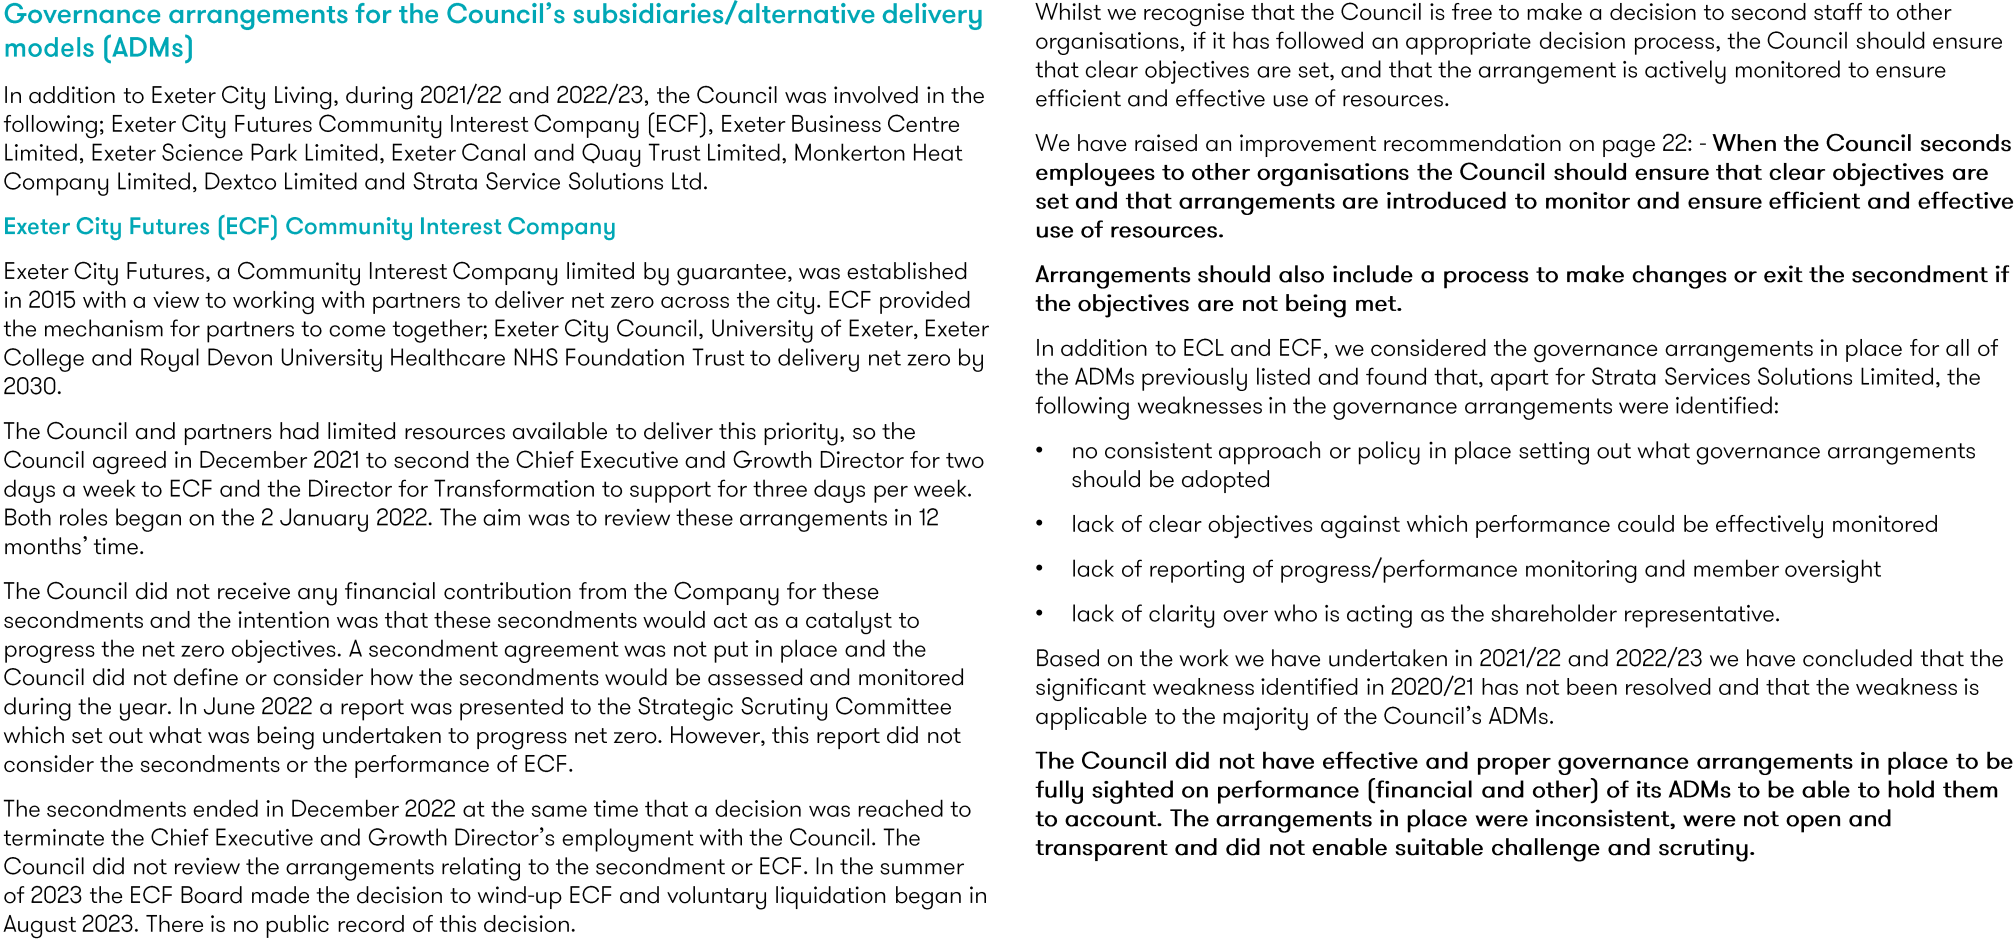 Governance arrangements for the Council’s subsidiaries/alternative delivery
models (ADMs)
In addition to Exeter City Living, during 2021/22 and 2022/23, the Council was involved in the
following; Exeter City Futures Community Interest Company (ECF), Exeter Business Centre
Limited, Exeter Science Park Limited, Exeter Canal and Quay Trust Limited, Monkerton Heat
Company Limited, Dextco Limited and Strata Service Solutions Ltd.
Exeter City Futures (ECF) Community Interest Company
Exeter City Futures, a Community Interest Company limited by guarantee, was established
in 2015 with a view to working with partners to deliver net zero across the city. ECF provided
the mechanism for partners to come together; Exeter City Council, University of Exeter, Exeter
College and Royal Devon University Healthcare NHS Foundation Trust to delivery net zero by
2030.
The Council and partners had limited resources available to deliver this priority, so the
Council agreed in December 2021 to second the Chief Executive and Growth Director for two
days a week to ECF and the Director for Transformation to support for three days per week.
Both roles began on the 2 January 2022. The aim was to review these arrangements in 12
months’ time.
The Council did not receive any financial contribution from the Company for these
secondments and the intention was that these secondments would act as a catalyst to
progress the net zero objectives. A secondment agreement was not put in place and the
Council did not define or consider how the secondments would be assessed and monitored
during the year. In June 2022 a report was presented to the Strategic Scrutiny Committee
which set out what was being undertaken to progress net zero. However, this report did not
consider the secondments or the performance of ECF.
The secondments ended in December 2022 at the same time that a decision was reached to
terminate the Chief Executive and Growth Director’s employment with the Council. The
Council did not review the arrangements relating to the secondment or ECF. In the summer
of 2023 the ECF Board made the decision to wind-up ECF and voluntary liquidation began in
August 2023. There is no public record of this decision.
Whilst we recognise that the Council is free to make a decision to second staff to other
organisations, if it has followed an appropriate decision process, the Council should ensure
that clear objectives are set, and that the arrangement is actively monitored to ensure
efficient and effective use of resources.
We have raised an improvement recommendation on page 22: - When the Council seconds
employees to other organisations the Council should ensure that clear objectives are
set and that arrangements are introduced to monitor and ensure efficient and effective
use of resources.
Arrangements should also include a process to make changes or exit the secondment if
the objectives are not being met.
In addition to ECL and ECF, we considered the governance arrangements in place for all of
the ADMs previously listed and found that, apart for Strata Services Solutions Limited, the
following weaknesses in the governance arrangements were identified:
• no consistent approach or policy in place setting out what governance arrangements
should be adopted
• lack of clear objectives against which performance could be effectively monitored
• lack of reporting of progress/performance monitoring and member oversight
• lack of clarity over who is acting as the shareholder representative.
Based on the work we have undertaken in 2021/22 and 2022/23 we have concluded that the
significant weakness identified in 2020/21 has not been resolved and that the weakness is
applicable to the majority of the Council’s ADMs.
The Council did not have effective and proper governance arrangements in place to be
fully sighted on performance (financial and other) of its ADMs to be able to hold them
to account. The arrangements in place were inconsistent, were not open and
transparent and did not enable suitable challenge and scrutiny.